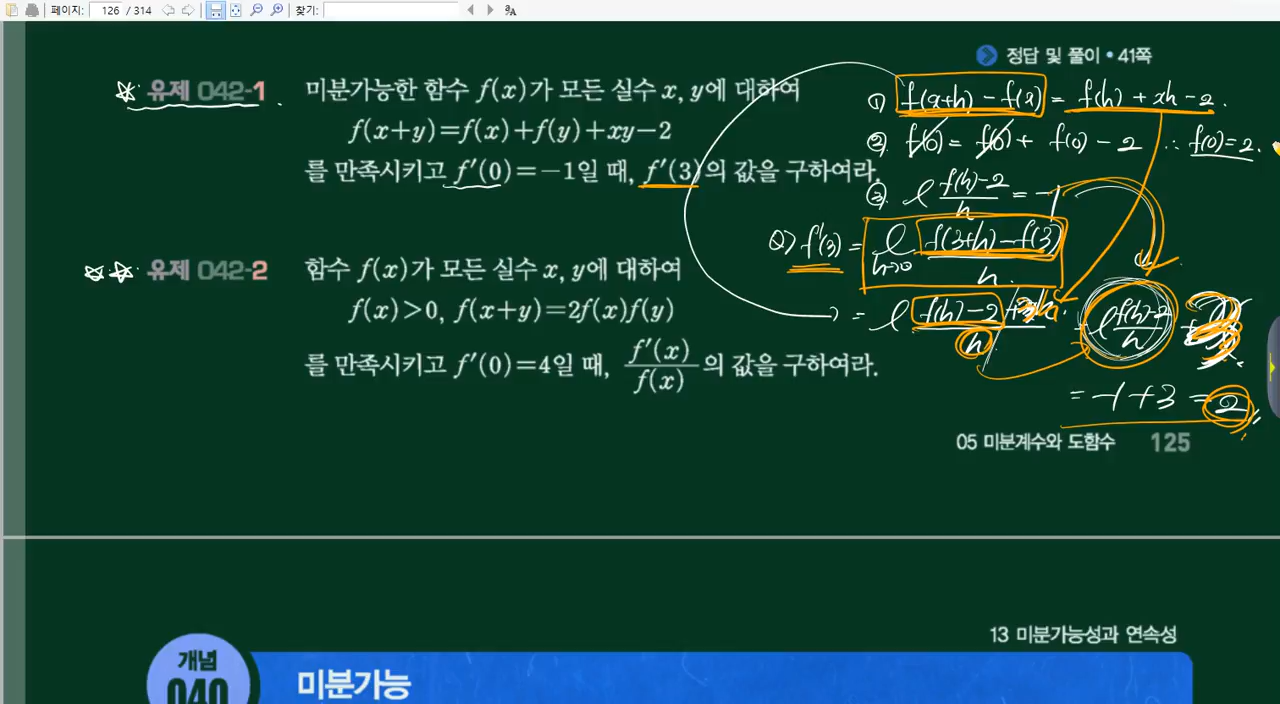 페이지: 126 / 314 찾기:
정답 및 풀이 • 41쪽
유제 042-1 미분가능한 함수 f(x)가 모든 실수 x, y에 대하여
f(x+y)=f(x)+f(y)+xy−2
를 만족시키고 f′(0)=−1일 때, f′(3)의 값을 구하여라.
① f(x+h) − f(x) = f(h) + xh − 2.
② f(0) = f(0) + f(0) − 2 ∴ f(0)=2.
③ l f(h)−2 / h = −1
Q> f′(3) = l h→0 f(3+h)−f(3) / h
= l f(h)−2 +3h / h
l f(h)−2 / h
= −1 +3 = 2
유제 042-2 함수 f(x)가 모든 실수 x, y에 대하여
f(x)>0, f(x+y)=2f(x)f(y)
를 만족시키고 f′(0)=4일 때, f′(x)/f(x)의 값을 구하여라.
05 미분계수와 도함수 125
13 미분가능성과 연속성
개념 040 미분가능